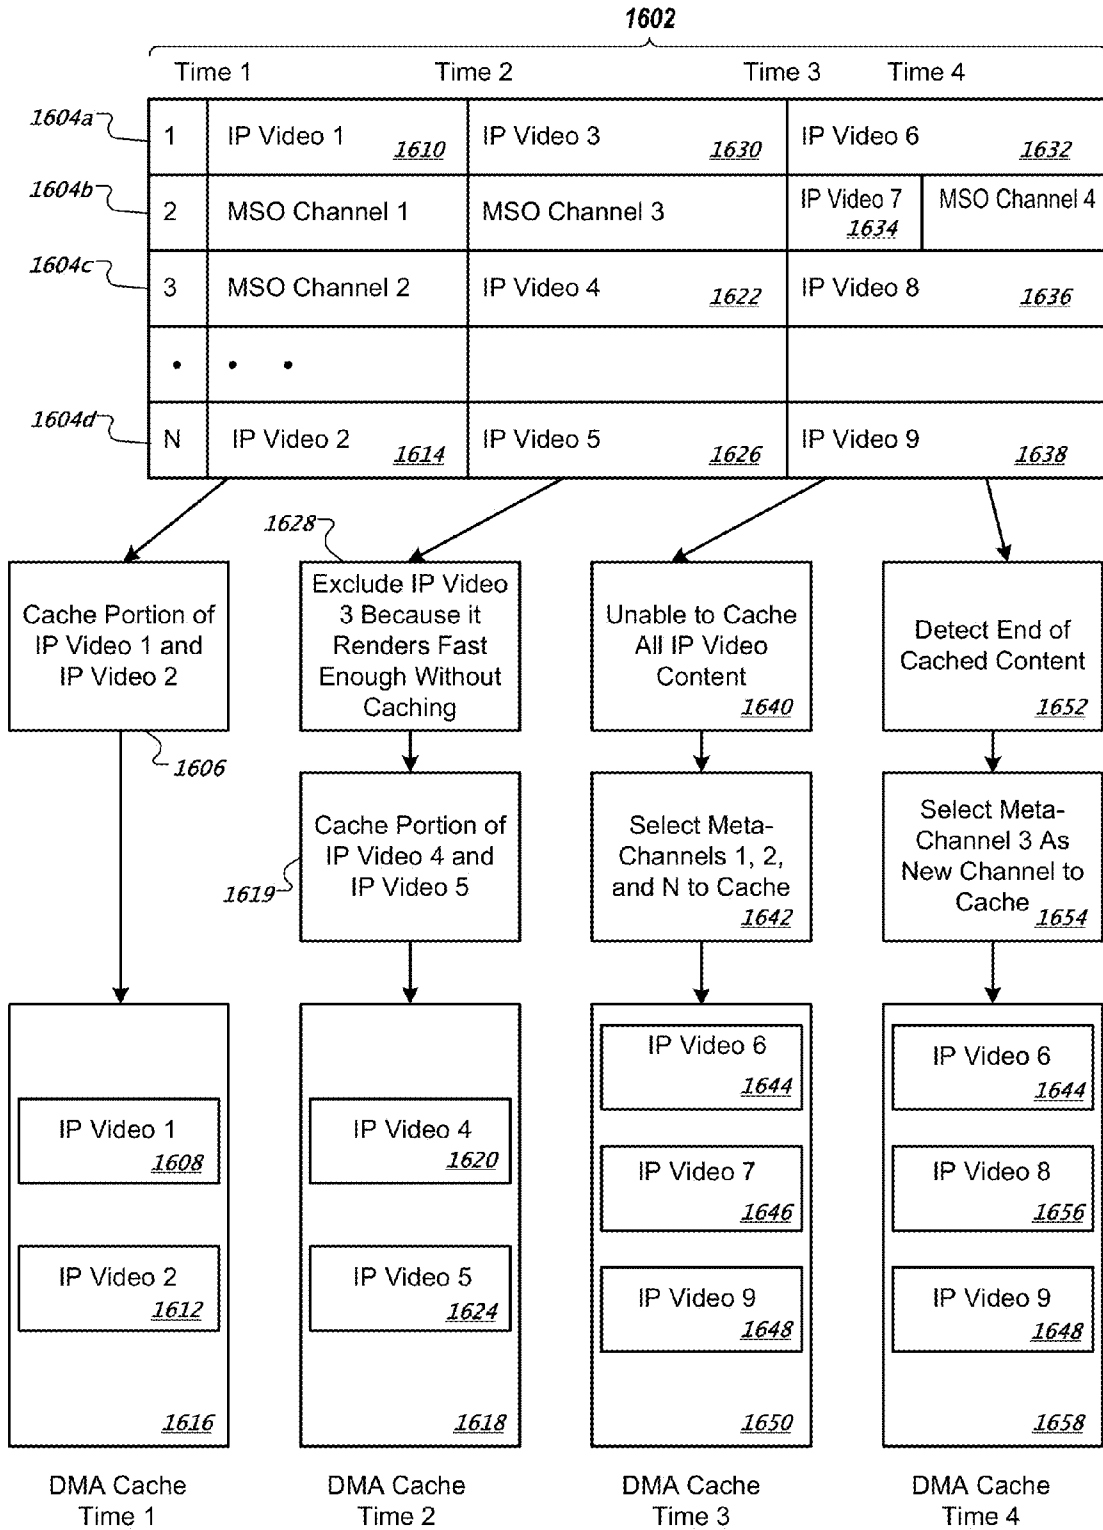 1602
Time 1 Time 2 Time 3 Time 4
1604a 1 IP Video 1 1610 IP Video 3 1630 IP Video 6 1632
1604b 2 MSO Channel 1 MSO Channel 3 IP Video 7 1634 MSO Channel 4
1604c 3 MSO Channel 2 IP Video 4 1622 IP Video 8 1636
1604d N IP Video 2 1614 IP Video 5 1626 IP Video 9 1638
Cache Portion of
IP Video 1 and
IP Video 2
1606
1628
Exclude IP Video
3 Because it
Renders Fast
Enough Without
Caching
Unable to Cache
All IP Video
Content
1640
Detect End of
Cached Content
1652
Cache Portion of
IP Video 4 and
IP Video 5
1619
Select Meta-
Channels 1, 2,
and N to Cache
1642
Select Meta-
Channel 3 As
New Channel to
Cache
1654
IP Video 1
1608
IP Video 2
1612
1616
IP Video 4
1620
IP Video 5
1624
1618
IP Video 6
1644
IP Video 7
1646
IP Video 9
1648
1650
IP Video 6
1644
IP Video 8
1656
IP Video 9
1648
1658
DMA Cache
Time 1
DMA Cache
Time 2
DMA Cache
Time 3
DMA Cache
Time 4